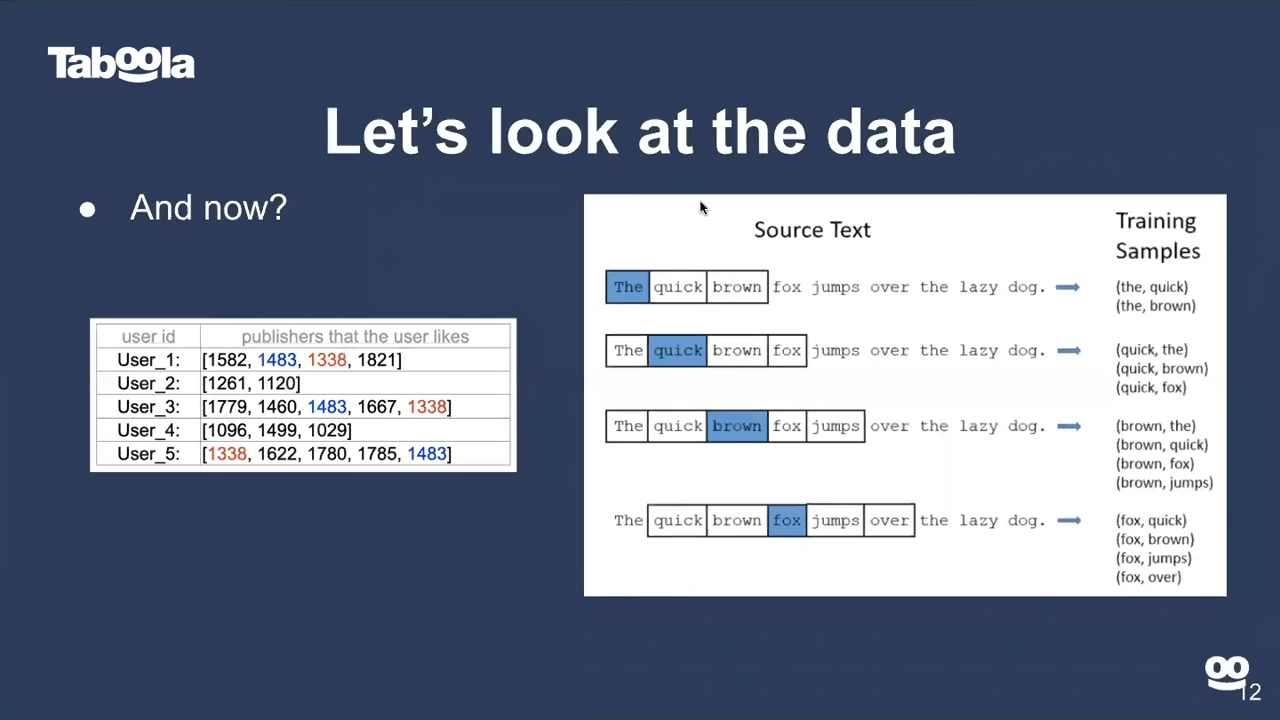 Taboola
Let's look at the data
● And now?
user id publishers that the user likes
User_1: [1582, 1483, 1338, 1821]
User_2: [1261, 1120]
User_3: [1779, 1460, 1483, 1667, 1338]
User_4: [1096, 1499, 1029]
User_5: [1338, 1622, 1780, 1785, 1483]
Source Text
Training
Samples
The quick brown fox jumps over the lazy dog.
(the, quick)
(the, brown)
The quick brown fox jumps over the lazy dog.
(quick, the)
(quick, brown)
(quick, fox)
The quick brown fox jumps over the lazy dog.
(brown, the)
(brown, quick)
(brown, fox)
(brown, jumps)
The quick brown fox jumps over the lazy dog.
(fox, quick)
(fox, brown)
(fox, jumps)
(fox, over)
12